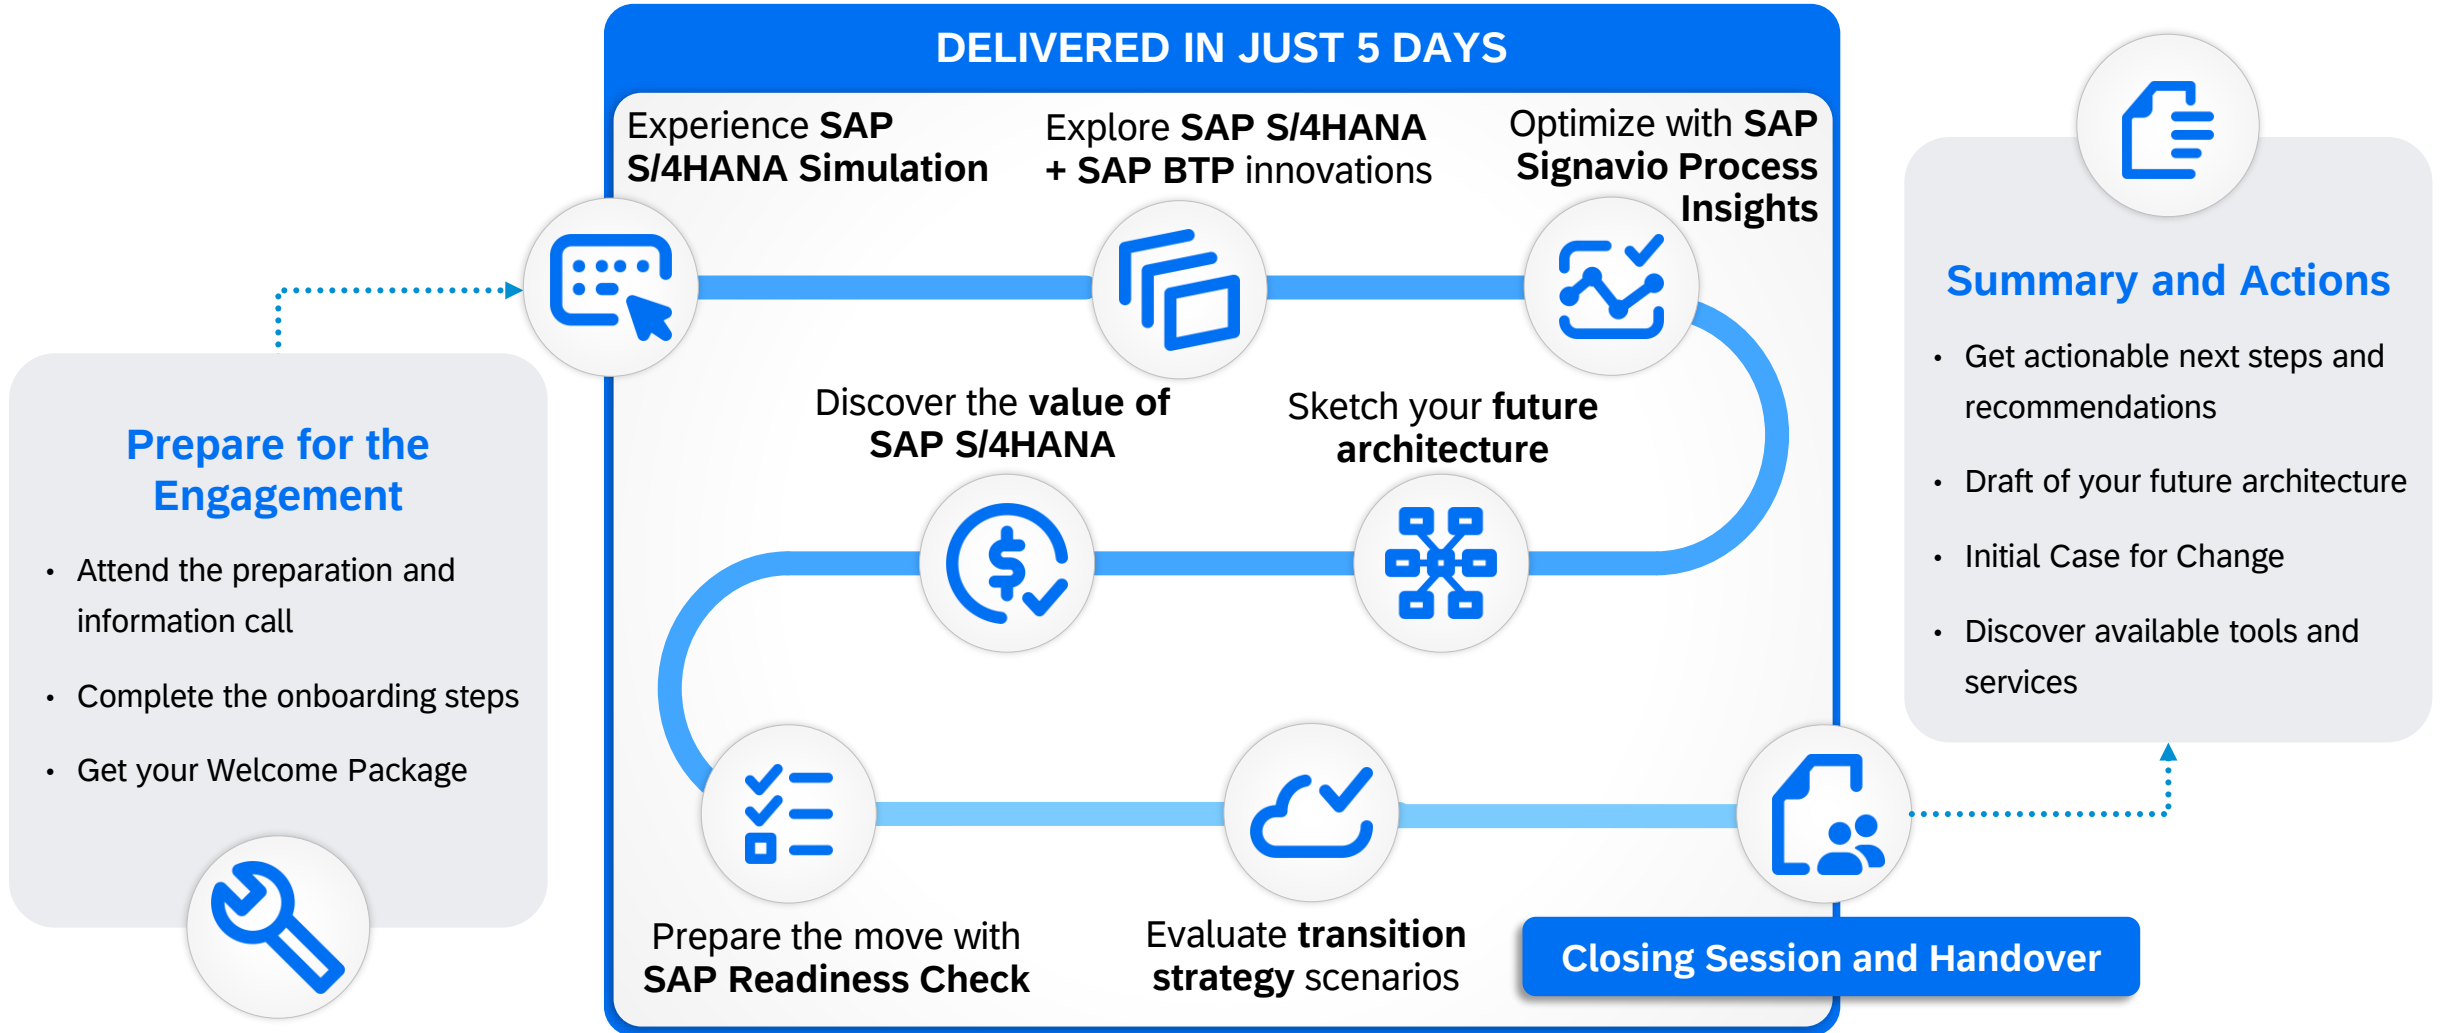 DELIVERED IN JUST 5 DAYS
Experience SAP
S/4HANA Simulation
Explore SAP S/4HANA
+ SAP BTP innovations
Optimize with SAP
Signavio Process
Insights
Discover the value of
SAP S/4HANA
Sketch your future
architecture
Prepare the move with
SAP Readiness Check
Evaluate transition
strategy scenarios
Closing Session and Handover
Prepare for the
Engagement
• Attend the preparation and
information call
• Complete the onboarding steps
• Get your Welcome Package
Summary and Actions
• Get actionable next steps and
recommendations
• Draft of your future architecture
• Initial Case for Change
• Discover available tools and
services